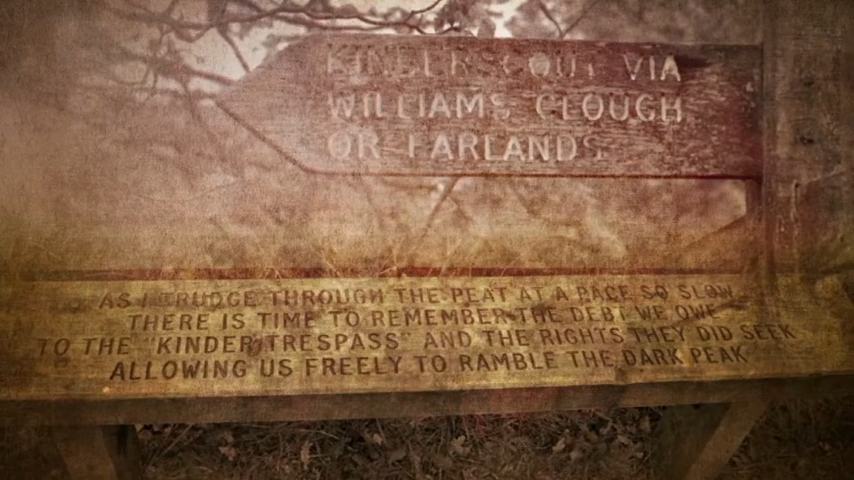 KINDERSCOUT VIA
WILLIAMS CLOUGH
OR FARLANDS
AS I TRUDGE THROUGH THE PEAT AT A PACE SO SLOW
THERE IS TIME TO REMEMBER THE DEBT WE OWE
TO THE "KINDER TRESPASS" AND THE RIGHTS THEY DID SEEK
ALLOWING US FREELY TO RAMBLE THE DARK PEAK